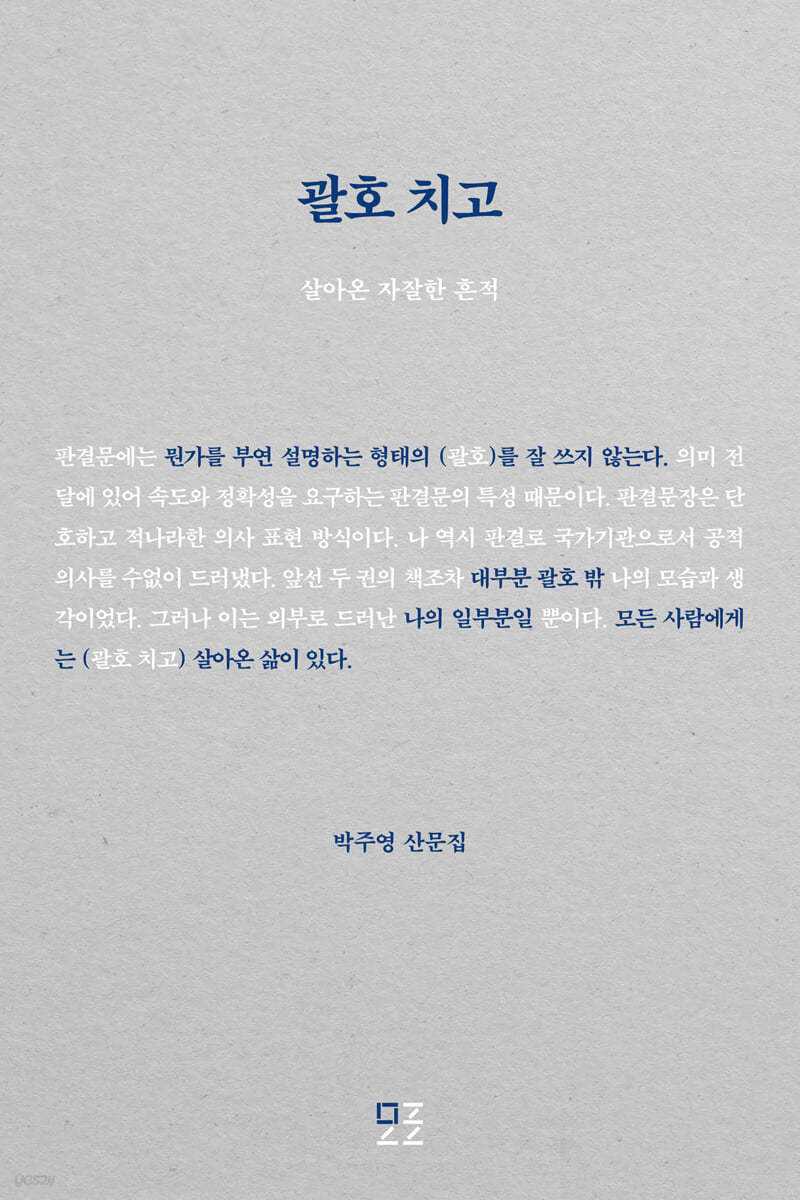 괄호 치고
살아온 자잘한 흔적
판결문에는 뭔가를 부연 설명하는 형태의 (괄호)를 잘 쓰지 않는다. 의미 전
달에 있어 속도와 정확성을 요구하는 판결문의 특성 때문이다. 판결문장은 단
호하고 적나라한 의사 표현 방식이다. 나 역시 판결로 국가기관으로서 공적
의사를 수없이 드러냈다. 앞선 두 권의 책조차 대부분 괄호 밖 나의 모습과 생
각이었다. 그러나 이는 외부로 드러난 나의 일부분일 뿐이다. 모든 사람에게
는 (괄호 치고) 살아온 삶이 있다.
박주영 산문집
yes24